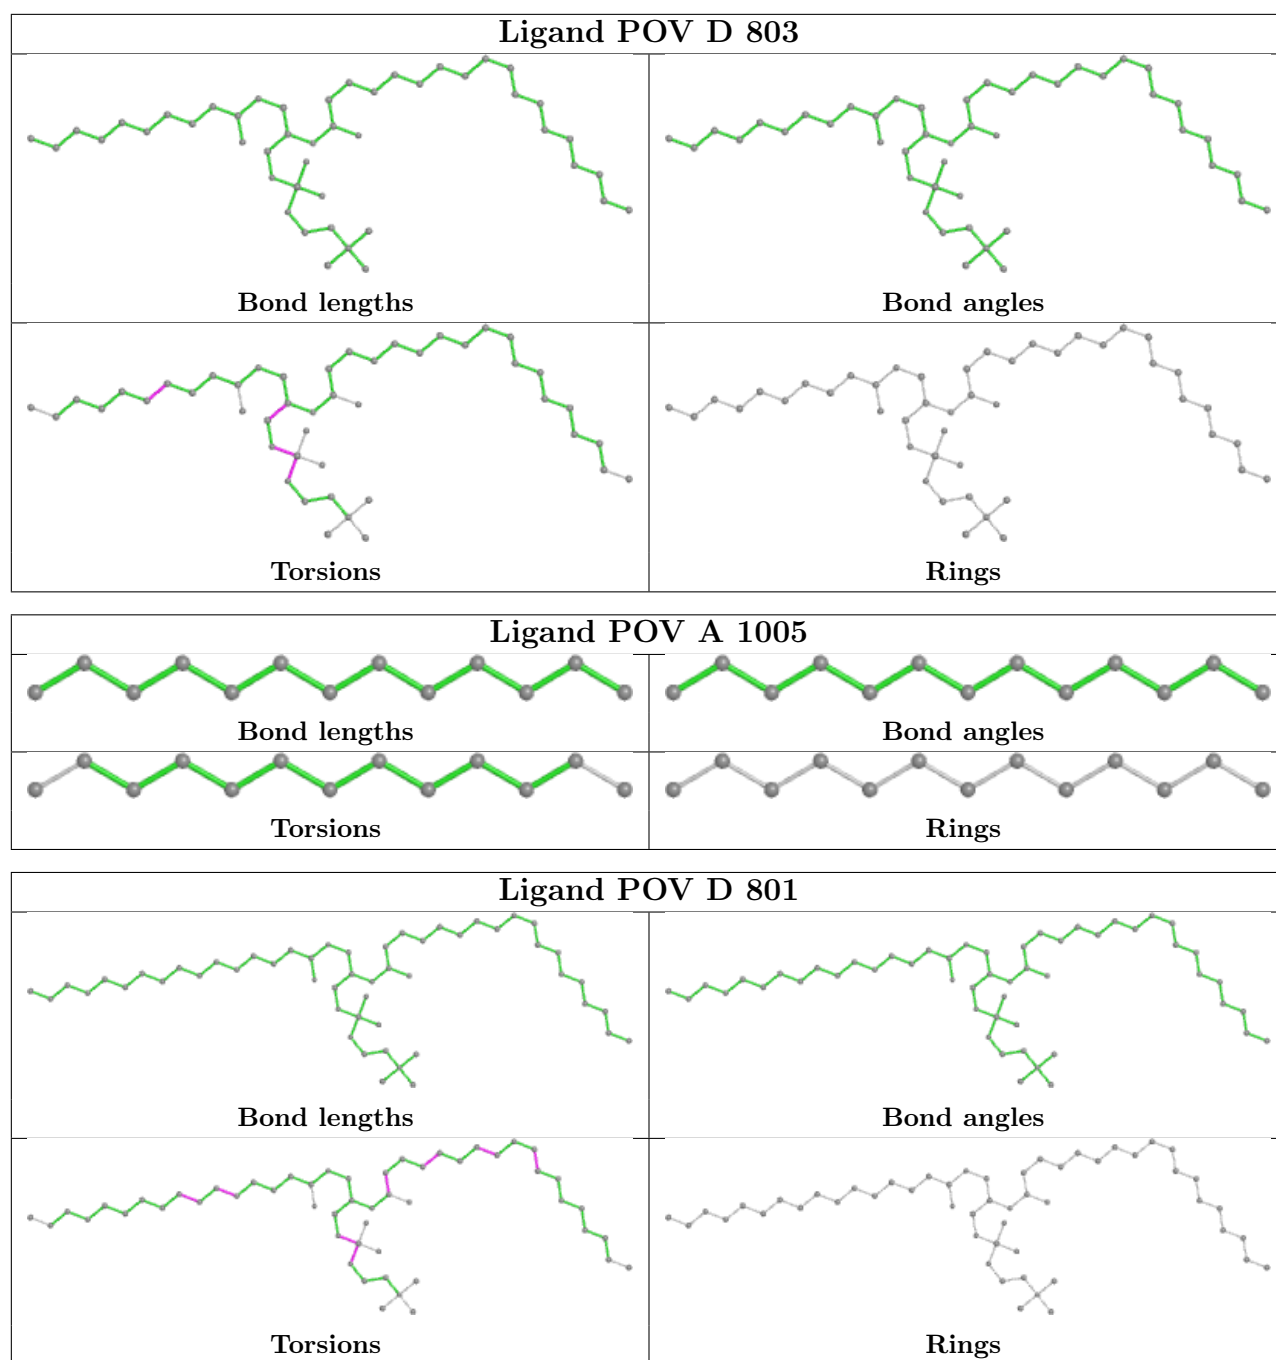 Ligand POV D 803
Bond lengths
Bond angles
Torsions
Rings
Ligand POV A 1005
Bond lengths
Bond angles
Torsions
Rings
Ligand POV D 801
Bond lengths
Bond angles
Torsions
Rings